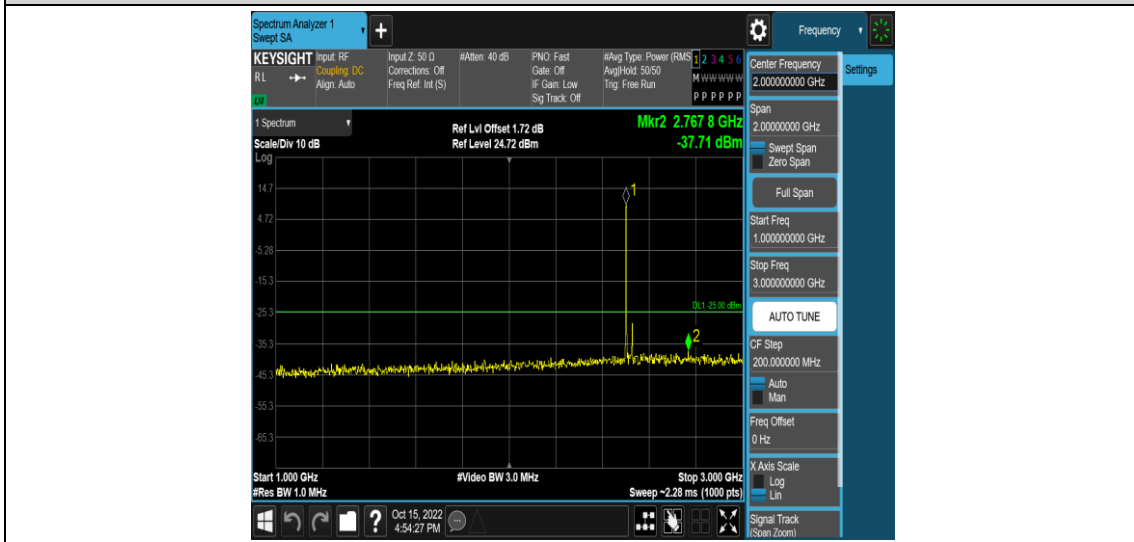 Spectrum Analyzer 1
Swept SA
+
Frequency
KEYSIGHT
RL
LXI
Input: RF
Coupling: DC
Align: Auto
Input Z: 50 Ω
Corrections: Off
Freq Ref: Int (S)
#Atten: 40 dB
PNO: Fast
Gate: Off
IF Gain: Low
Sig Track: Off
#Avg Type: Power (RMS
Avg|Hold: 50/50
Trig: Free Run
1 2 3 4 5 6
M W W W W W
P P P P P P
1 Spectrum
Scale/Div 10 dB
Log
Ref Lvl Offset 1.72 dB
Ref Level 24.72 dBm
Mkr2 2.767 8 GHz
-37.71 dBm
14.7
4.72
-5.28
-15.3
-25.3
-35.3
-45.3
-55.3
-65.3
1
DL1 -25.00 dBm
2
Start 1.000 GHz
#Res BW 1.0 MHz
#Video BW 3.0 MHz
Stop 3.000 GHz
Sweep ~2.28 ms (1000 pts)
Center Frequency
2.000000000 GHz
Settings
Span
2.00000000 GHz
Swept Span
Zero Span
Full Span
Start Freq
1.000000000 GHz
Stop Freq
3.000000000 GHz
AUTO TUNE
CF Step
200.000000 MHz
Auto
Man
Freq Offset
0 Hz
X Axis Scale
Log
Lin
Signal Track
(Span Zoom)
?
Oct 15, 2022
4:54:27 PM